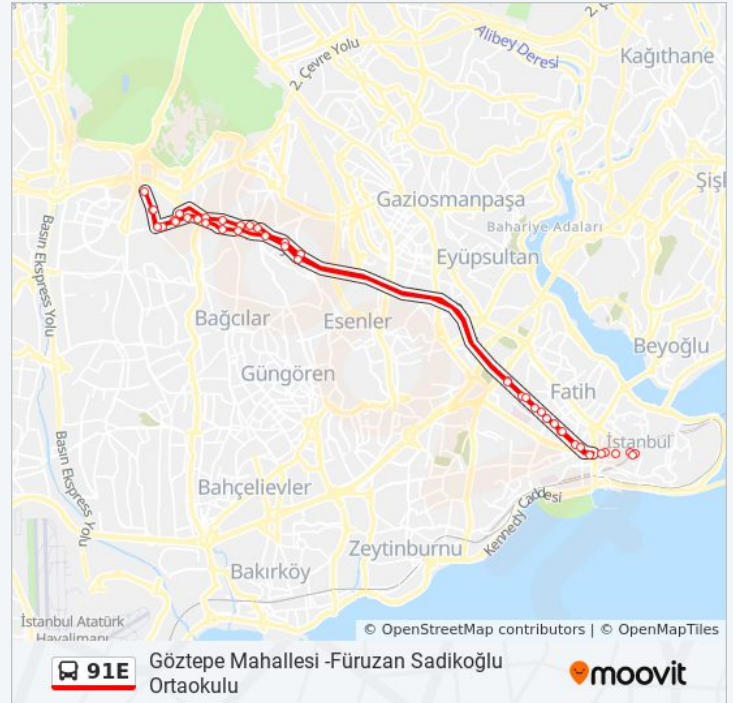 2. Çevre Yolu
2. Ç
Alibey Deresi
Kağıthane
Şişl
Gaziosmanpaşa
Bahariye Adaları
Eyüpsultan
Basın Ekspress Yolu
Bağcılar
Esenler
Beyoğlu
Güngören
Fatih
İstanbul
Basın Ekspress Yolu
Bahçelievler
Kennedy Caddesi
Zeytinburnu
Bakırköy
İstanbul Atatürk
Havalimanı
© OpenStreetMap contributors | © OpenMapTiles
91E
Göztepe Mahallesi -Füruzan Sadikoğlu
Ortaokulu
moovit